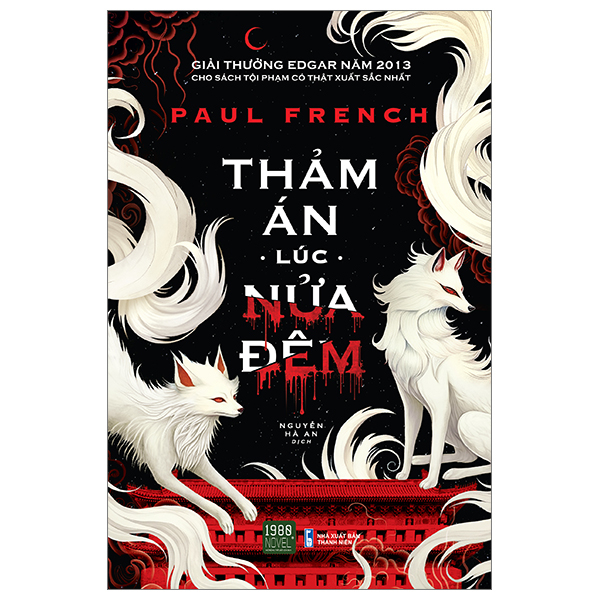 GIẢI THƯỞNG EDGAR NĂM 2013
CHO SÁCH TỘI PHẠM CÓ THẬT XUẤT SẮC NHẤT
PAUL FRENCH
THẢM
ÁN
· LÚC ·
NỬA
ĐÊM
NGUYỄN
HÀ AN
DỊCH
1980
NOVEL
NHÀ XUẤT BẢN
THANH NIÊN